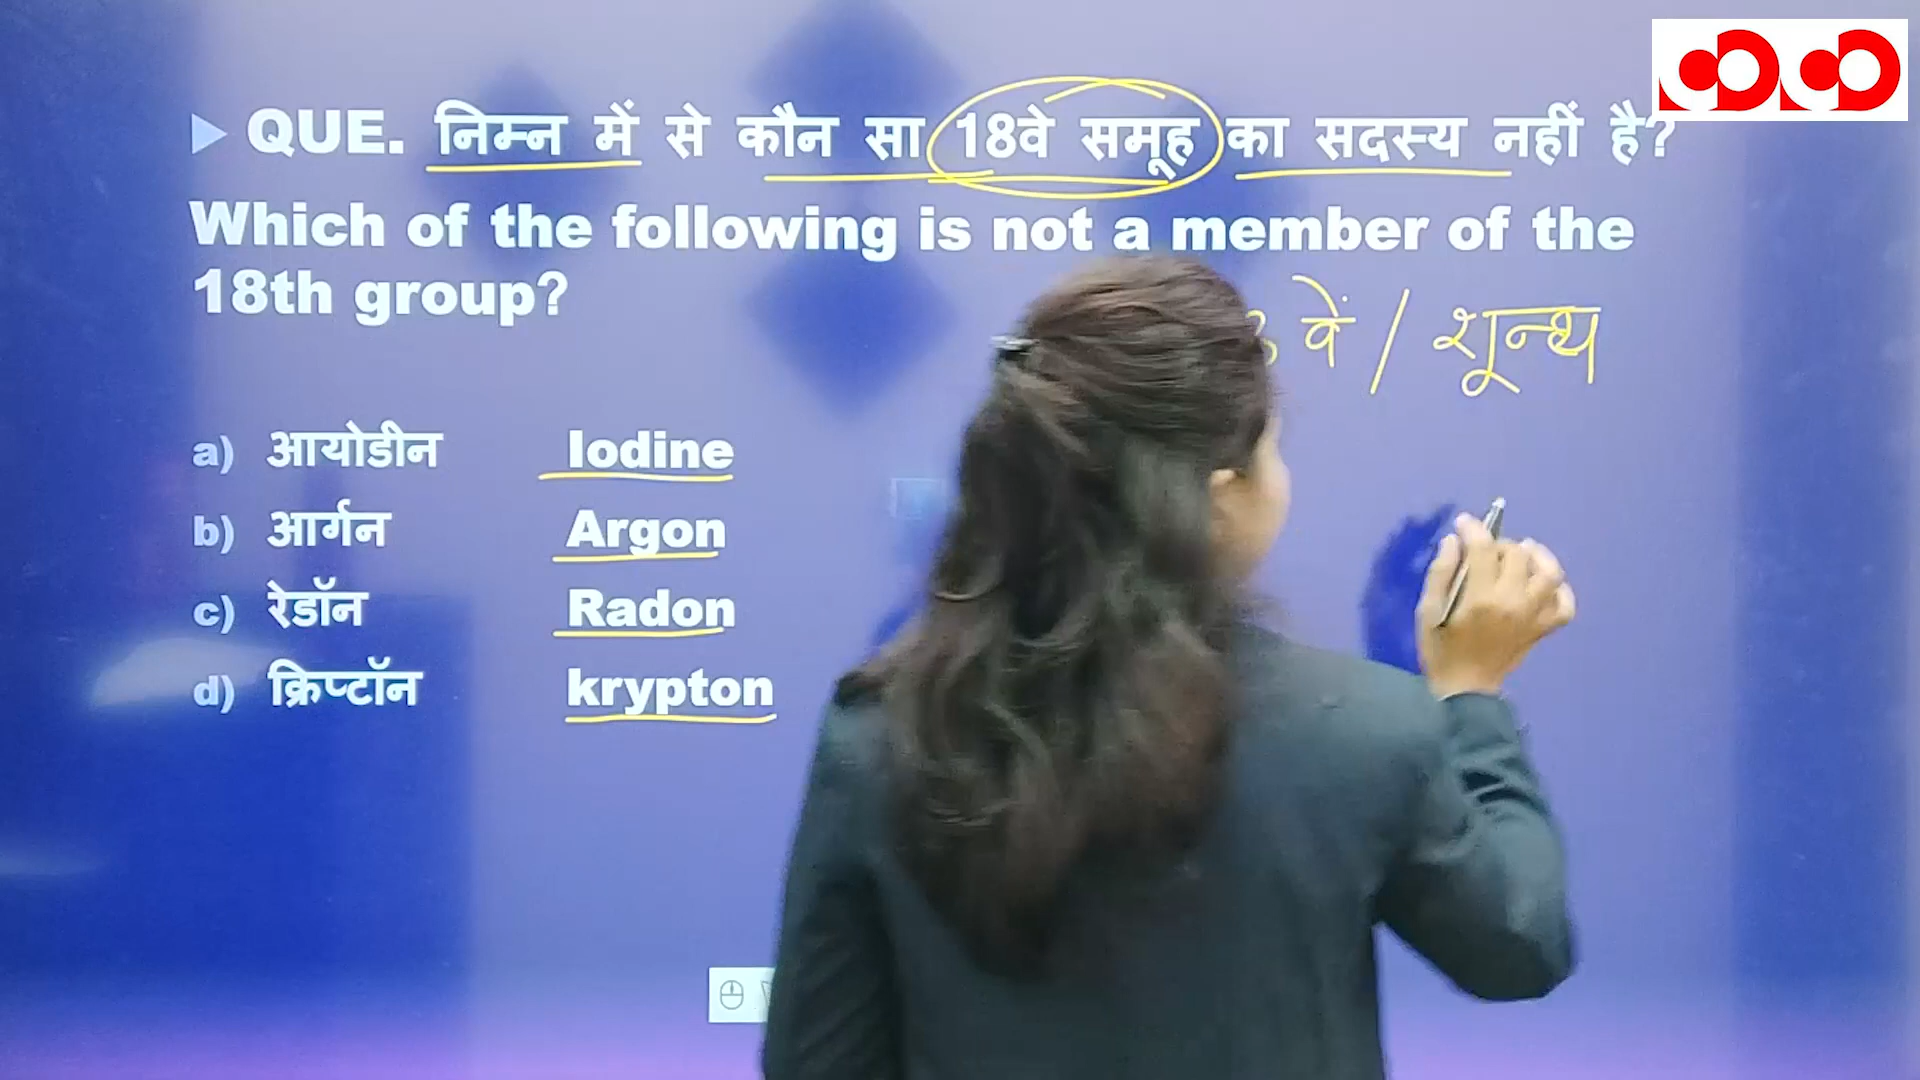 QUE. निम्न में से कौन सा 18वे समूह का सदस्य नहीं है?
Which of the following is not a member of the
18th group?
वें / शून्य
a) आयोडीन Iodine
b) आर्गन Argon
c) रेडॉन Radon
d) क्रिप्टॉन krypton